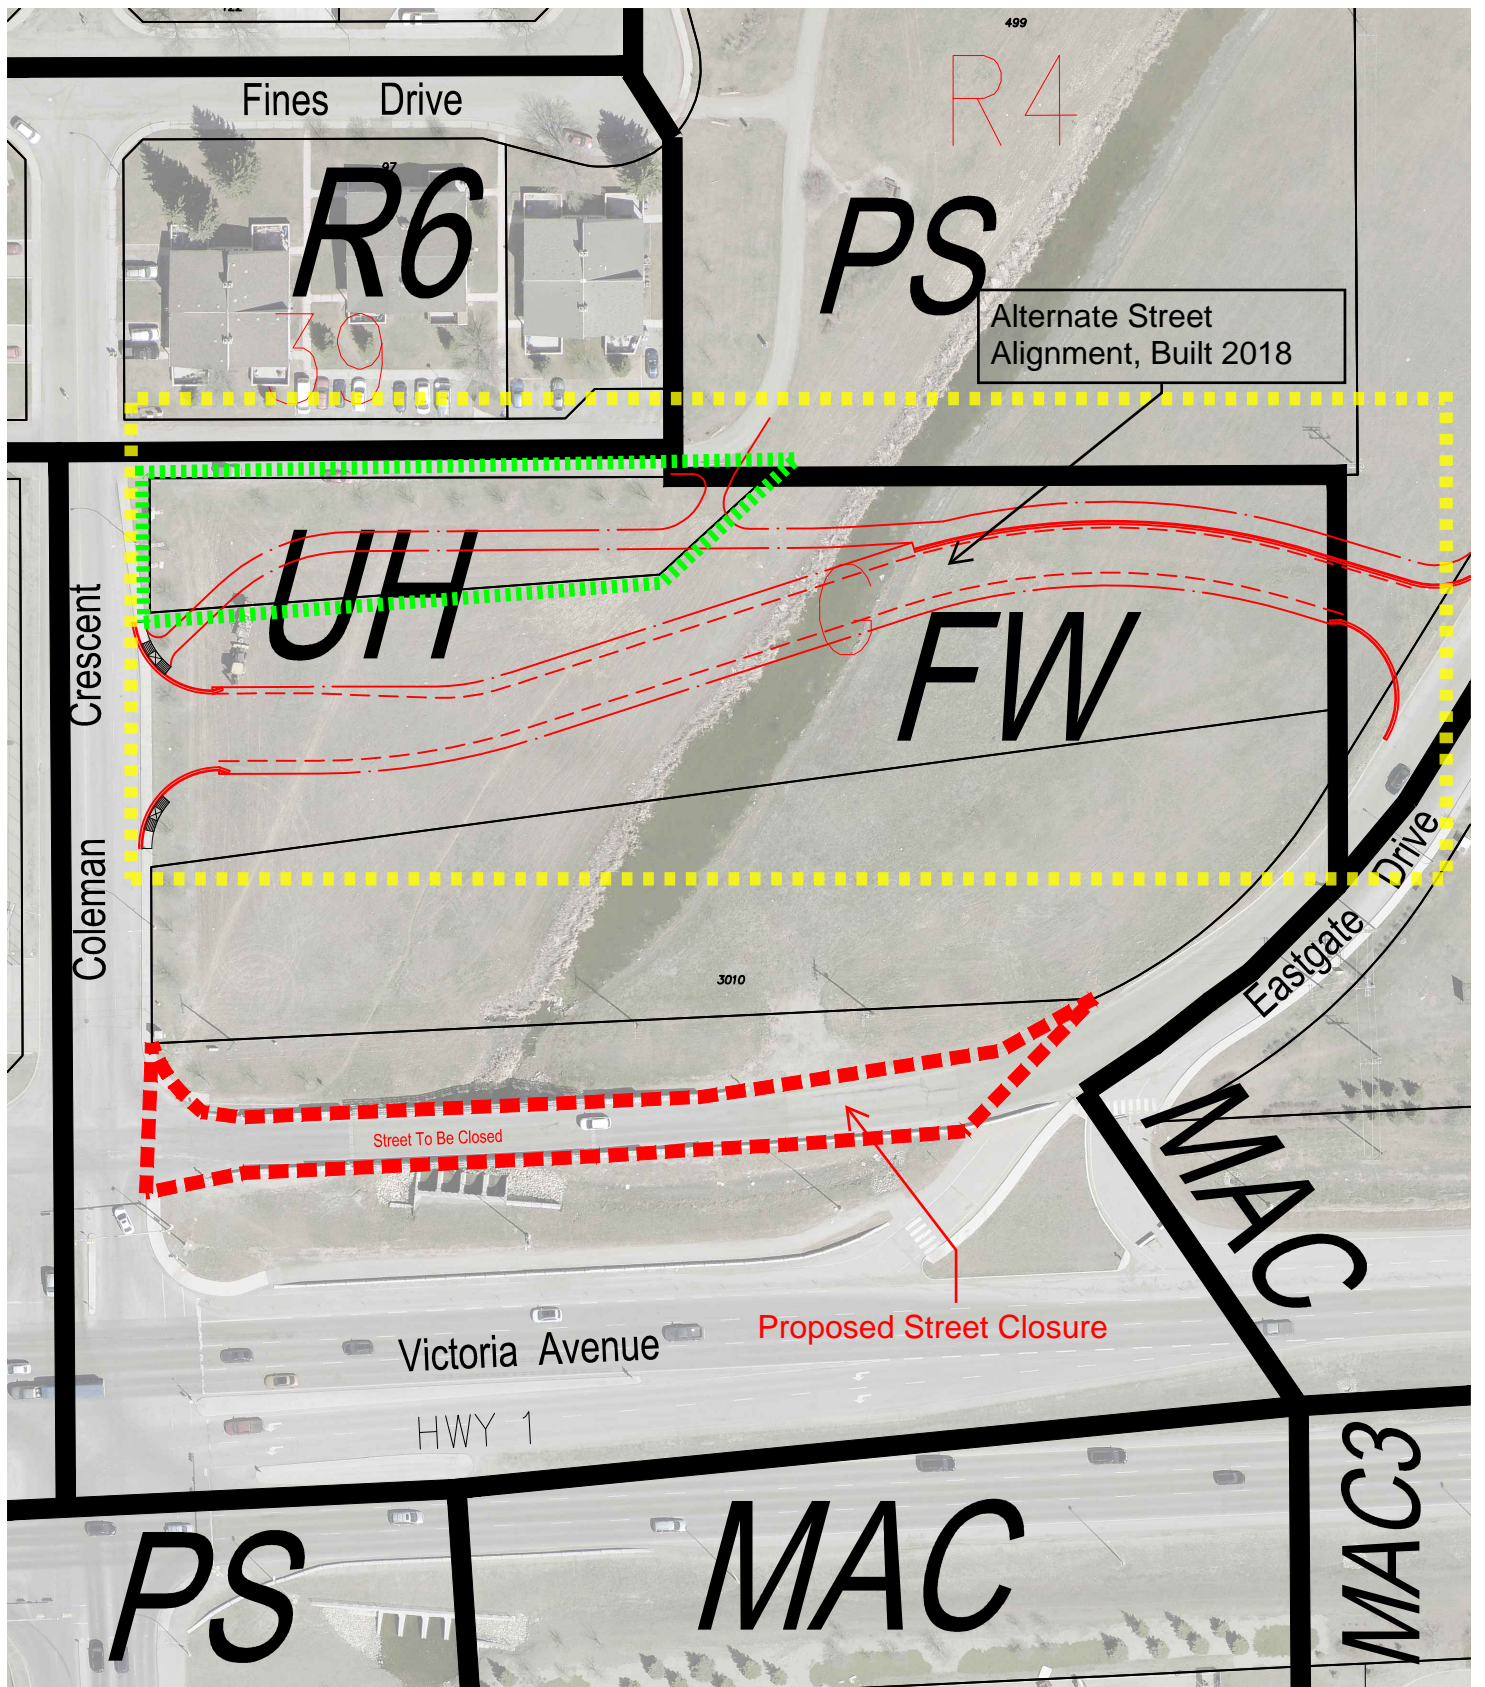 499
R4
Fines Drive
97
R6
PS
39
Alternate Street
Alignment, Built 2018
UH
FW
Coleman Crescent
3010
Eastgate Drive
Street To Be Closed
MAC
Proposed Street Closure
Victoria Avenue
HWY 1
MAC3
PS
MAC